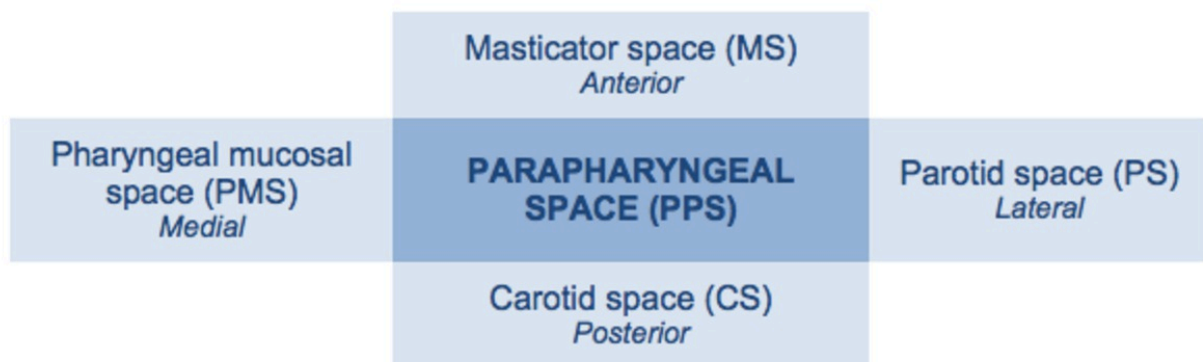 Masticator space (MS)
Anterior
Pharyngeal mucosal
space (PMS)
Medial
PARAPHARYNGEAL
SPACE (PPS)
Parotid space (PS)
Lateral
Carotid space (CS)
Posterior